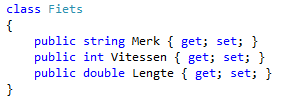 class Fiets
{
    public string Merk { get; set; }
    public int Vitessen { get; set; }
    public double Lengte { get; set; }
}